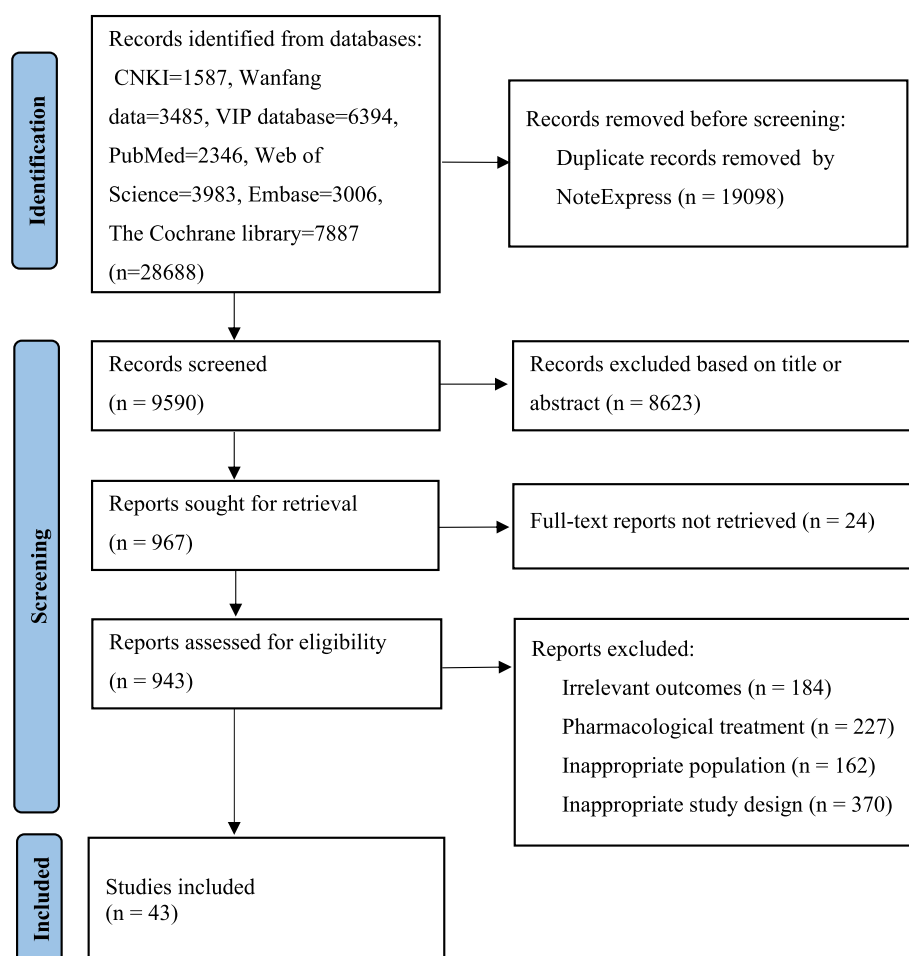 Identification
Records identified from databases:
CNKI=1587, Wanfang
data=3485, VIP database=6394,
PubMed=2346, Web of
Science=3983, Embase=3006,
The Cochrane library=7887
(n=28688)
Records removed before screening:
Duplicate records removed by
NoteExpress (n = 19098)
Screening
Records screened
(n = 9590)
Records excluded based on title or
abstract (n = 8623)
Reports sought for retrieval
(n = 967)
Full-text reports not retrieved (n = 24)
Reports assessed for eligibility
(n = 943)
Reports excluded:
Irrelevant outcomes (n = 184)
Pharmacological treatment (n = 227)
Inappropriate population (n = 162)
Inappropriate study design (n = 370)
Included
Studies included
(n = 43)